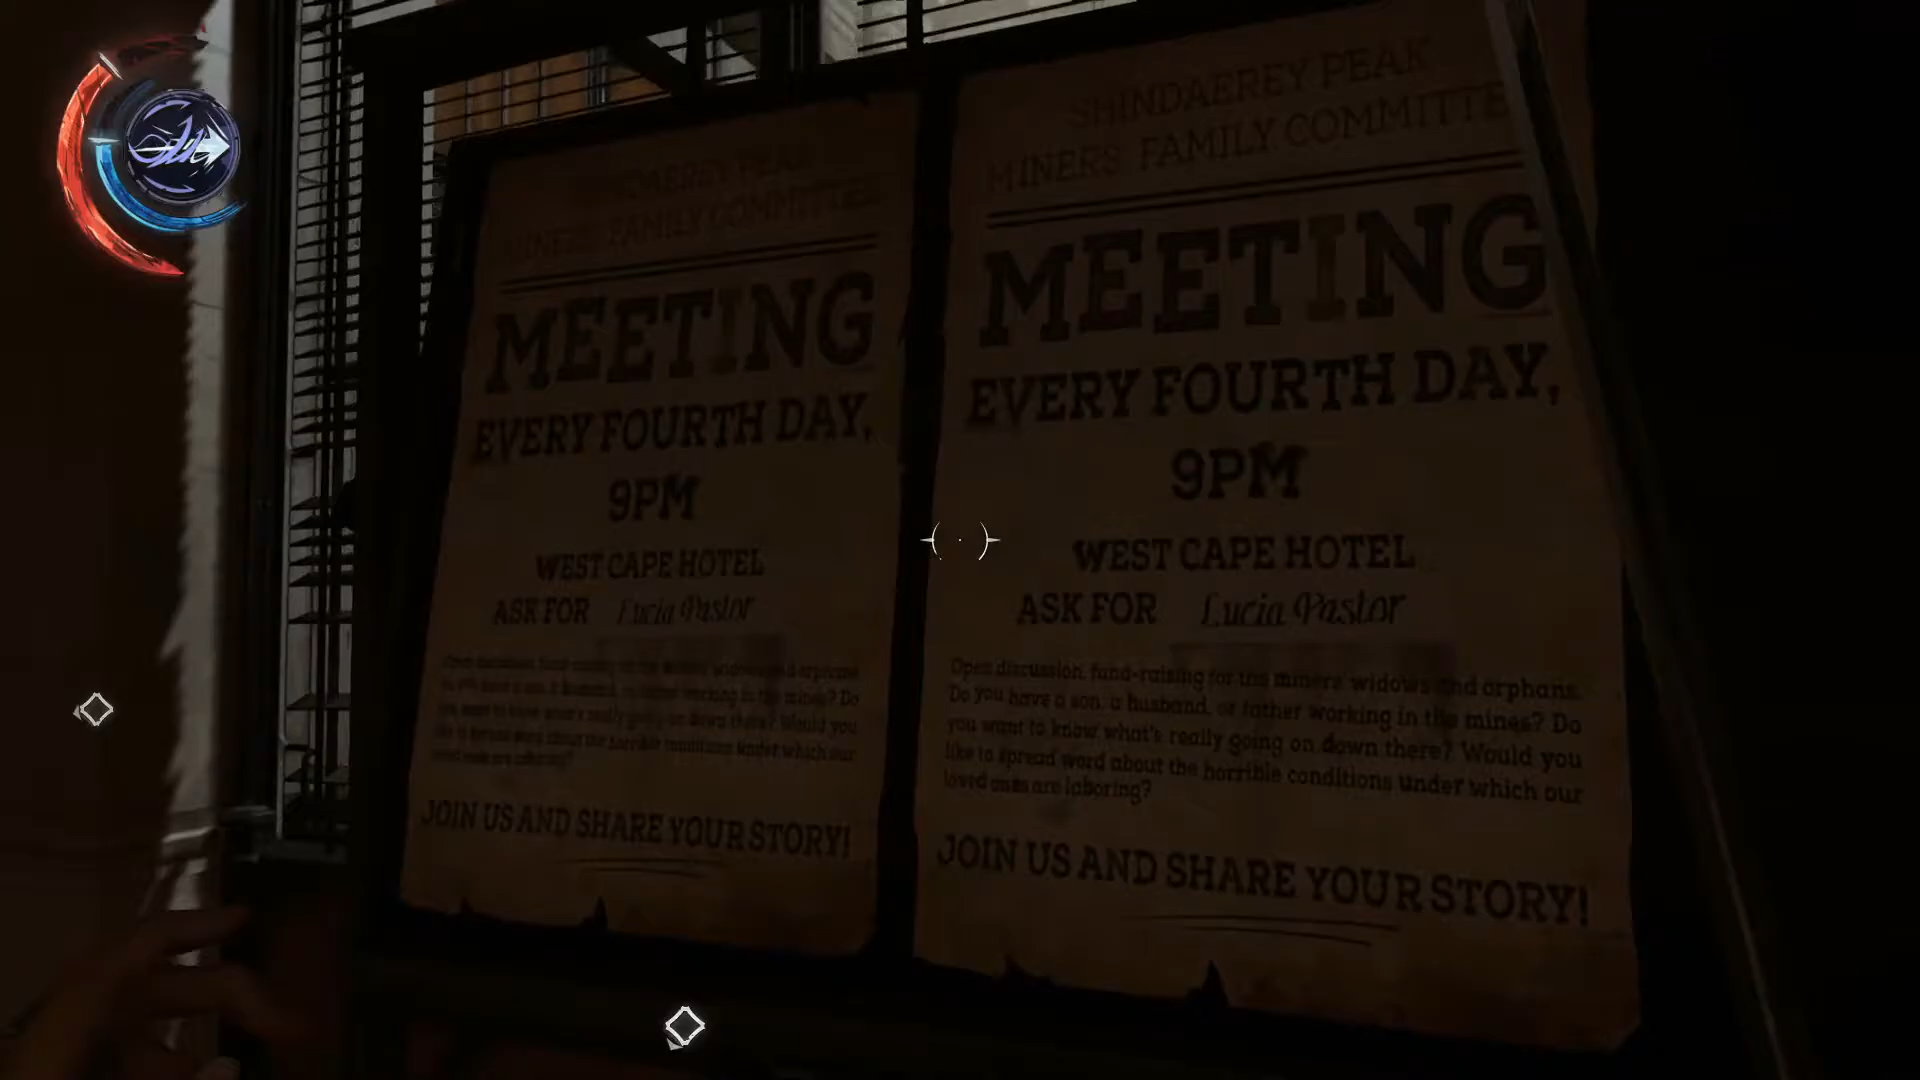 MINERS' FAMILY COMMITTEE
MEETING
EVERY FOURTH DAY,
9PM
WEST CAPE HOTEL
ASK FOR Lucia Pastor
JOIN US AND SHARE YOUR STORY!
SHINDAEREY PEAK
MINERS' FAMILY COMMITTE
MEETING
EVERY FOURTH DAY,
9PM
WEST CAPE HOTEL
ASK FOR Lucia Pastor
Open discussion, fund-raising for the miners' widows and orphans.
Do you have a son, a husband, or father working in the mines? Do
you want to know what's really going on down there? Would you
like to spread word about the horrible conditions under which our
loved ones are laboring?
JOIN US AND SHARE YOUR STORY!